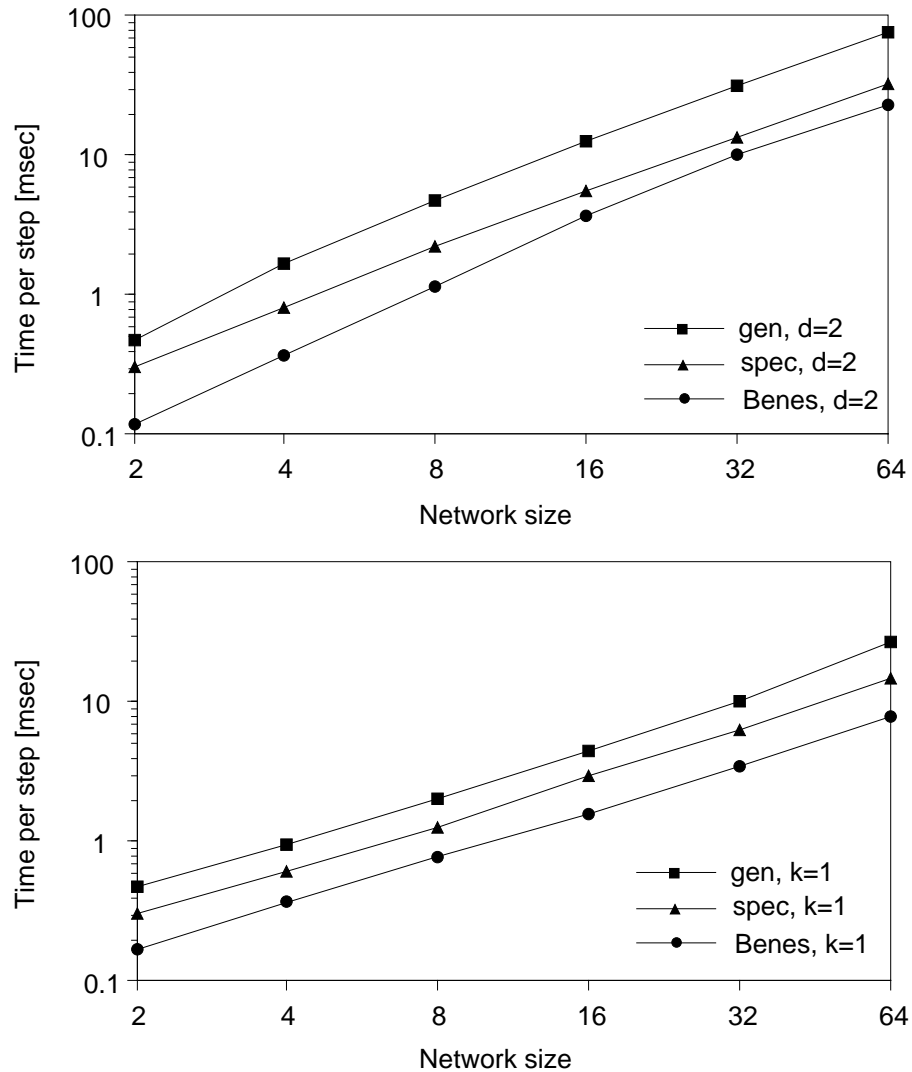 100
10
1
0.1
Time per step [msec]
gen, d=2
spec, d=2
Benes, d=2
2 4 8 16 32 64
Network size
100
10
1
0.1
Time per step [msec]
gen, k=1
spec, k=1
Benes, k=1
2 4 8 16 32 64
Network size